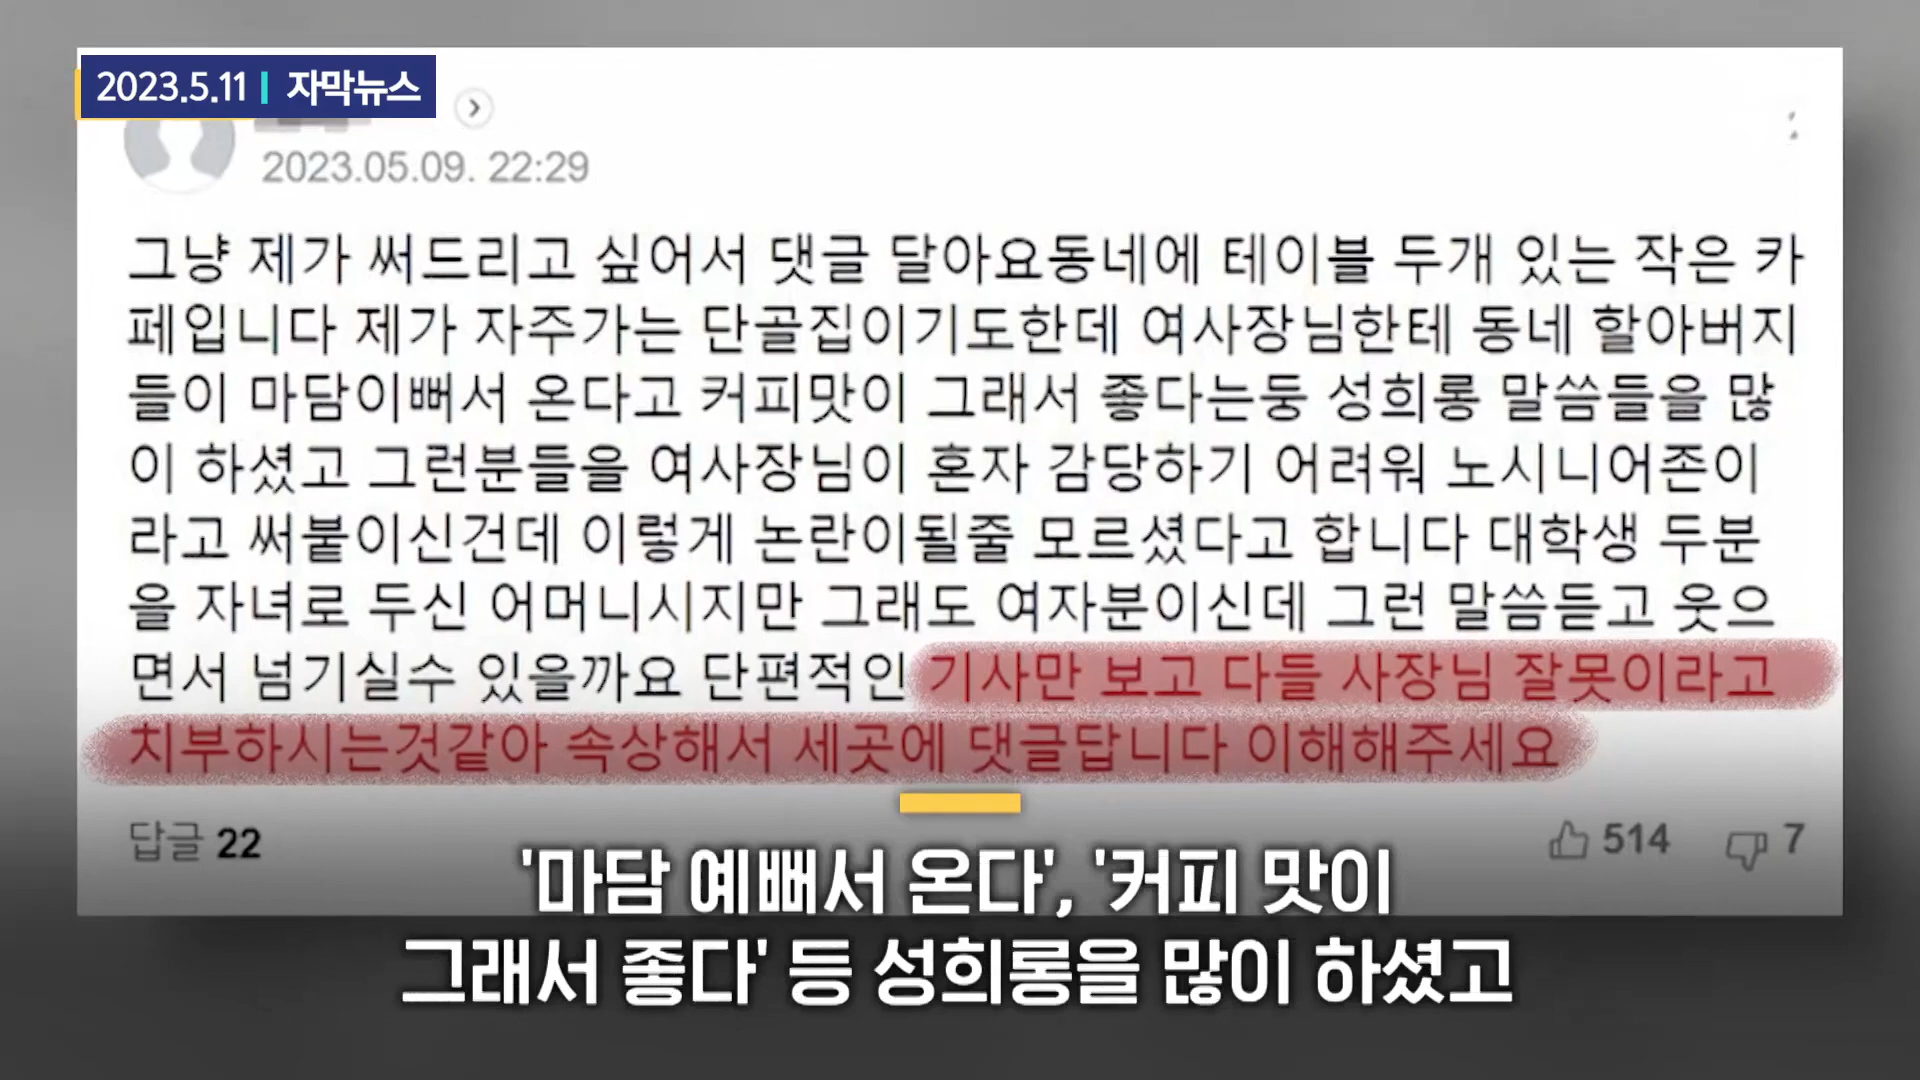 2023.5.11 | 자막뉴스
2023.05.09. 22:29
그냥 제가 써드리고 싶어서 댓글 달아요동네에 테이블 두개 있는 작은 카
페입니다 제가 자주가는 단골집이기도한데 여사장님한테 동네 할아버지
들이 마담이뻐서 온다고 커피맛이 그래서 좋다는둥 성희롱 말씀들을 많
이 하셨고 그런분들을 여사장님이 혼자 감당하기 어려워 노시니어존이
라고 써붙이신건데 이렇게 논란이될줄 모르셨다고 합니다 대학생 두분
을 자녀로 두신 어머니시지만 그래도 여자분이신데 그런 말씀듣고 웃으
면서 넘기실수 있을까요 단편적인 기사만 보고 다들 사장님 잘못이라고
치부하시는것같아 속상해서 세곳에 댓글답니다 이해해주세요
답글 22
514
7
'마담 예뻐서 온다', '커피 맛이
그래서 좋다' 등 성희롱을 많이 하셨고